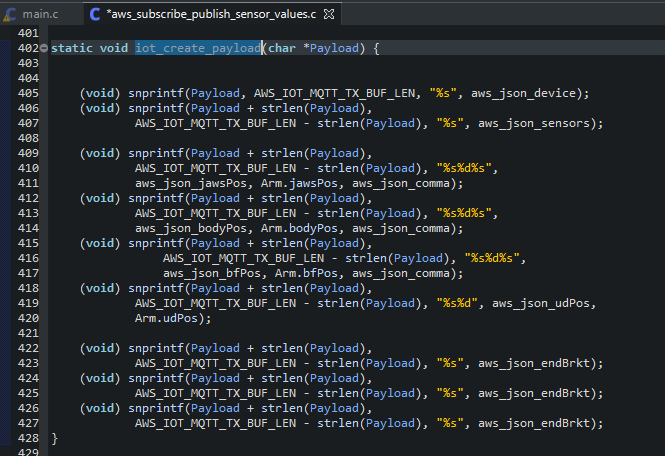 main.c
*aws_subscribe_publish_sensor_values.c
401
402 static void iot_create_payload(char *Payload) {
403
404
405 (void) snprintf(Payload, AWS_IOT_MQTT_TX_BUF_LEN, "%s", aws_json_device);
406 (void) snprintf(Payload + strlen(Payload),
407 AWS_IOT_MQTT_TX_BUF_LEN - strlen(Payload), "%s", aws_json_sensors);
408
409 (void) snprintf(Payload + strlen(Payload),
410 AWS_IOT_MQTT_TX_BUF_LEN - strlen(Payload), "%s%d%s",
411 aws_json_jawsPos, Arm.jawsPos, aws_json_comma);
412 (void) snprintf(Payload + strlen(Payload),
413 AWS_IOT_MQTT_TX_BUF_LEN - strlen(Payload), "%s%d%s",
414 aws_json_bodyPos, Arm.bodyPos, aws_json_comma);
415 (void) snprintf(Payload + strlen(Payload),
416 AWS_IOT_MQTT_TX_BUF_LEN - strlen(Payload), "%s%d%s",
417 aws_json_bfPos, Arm.bfPos, aws_json_comma);
418 (void) snprintf(Payload + strlen(Payload),
419 AWS_IOT_MQTT_TX_BUF_LEN - strlen(Payload), "%s%d", aws_json_udPos,
420 Arm.udPos);
421
422 (void) snprintf(Payload + strlen(Payload),
423 AWS_IOT_MQTT_TX_BUF_LEN - strlen(Payload), "%s", aws_json_endBrkt);
424 (void) snprintf(Payload + strlen(Payload),
425 AWS_IOT_MQTT_TX_BUF_LEN - strlen(Payload), "%s", aws_json_endBrkt);
426 (void) snprintf(Payload + strlen(Payload),
427 AWS_IOT_MQTT_TX_BUF_LEN - strlen(Payload), "%s", aws_json_endBrkt);
428 }
429